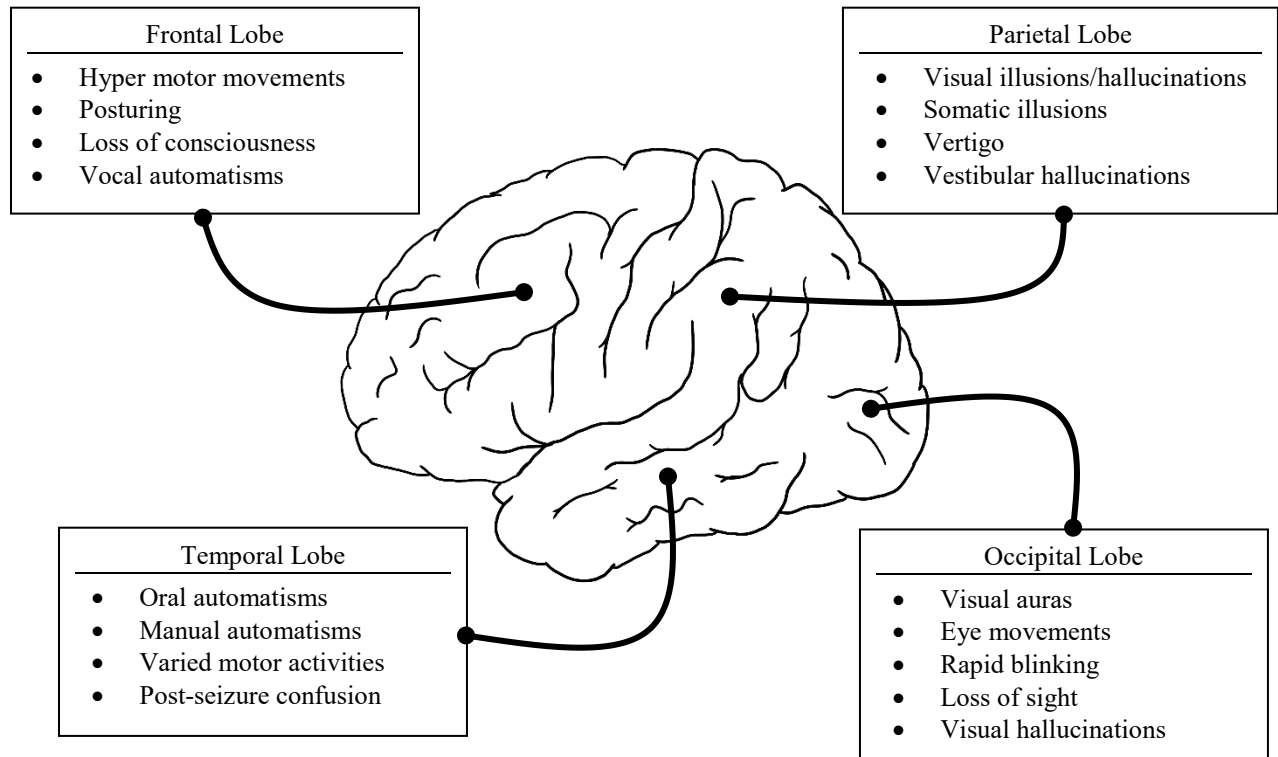 Frontal Lobe
• Hyper motor movements
• Posturing
• Loss of consciousness
• Vocal automatisms
Parietal Lobe
• Visual illusions/hallucinations
• Somatic illusions
• Vertigo
• Vestibular hallucinations
Temporal Lobe
• Oral automatisms
• Manual automatisms
• Varied motor activities
• Post-seizure confusion
Occipital Lobe
• Visual auras
• Eye movements
• Rapid blinking
• Loss of sight
• Visual hallucinations